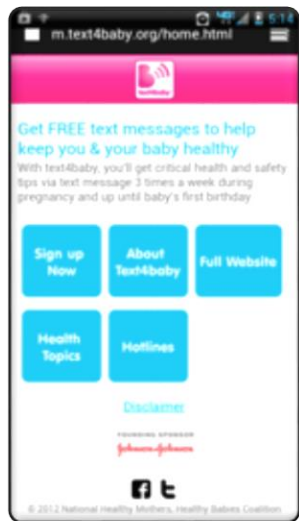 5:14
m.text4baby.org/home.html
text4baby
Get FREE text messages to help
keep you & your baby healthy
With text4baby, you'll get critical health and safety
tips via text message 3 times a week during
pregnancy and up until baby's first birthday
Sign up
Now
About
Text4baby
Full Website
Health
Topics
Hotlines
Disclaimer
FOUNDING SPONSOR
Johnson & Johnson
© 2012 National Healthy Mothers, Healthy Babies Coalition